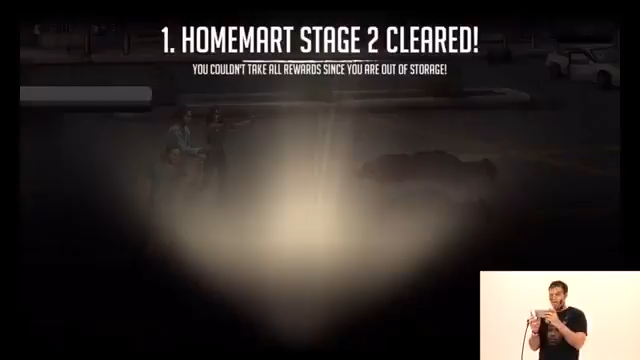 1. HOMEMART STAGE 2 CLEARED!
YOU COULDN'T TAKE ALL REWARDS SINCE YOU ARE OUT OF STORAGE!